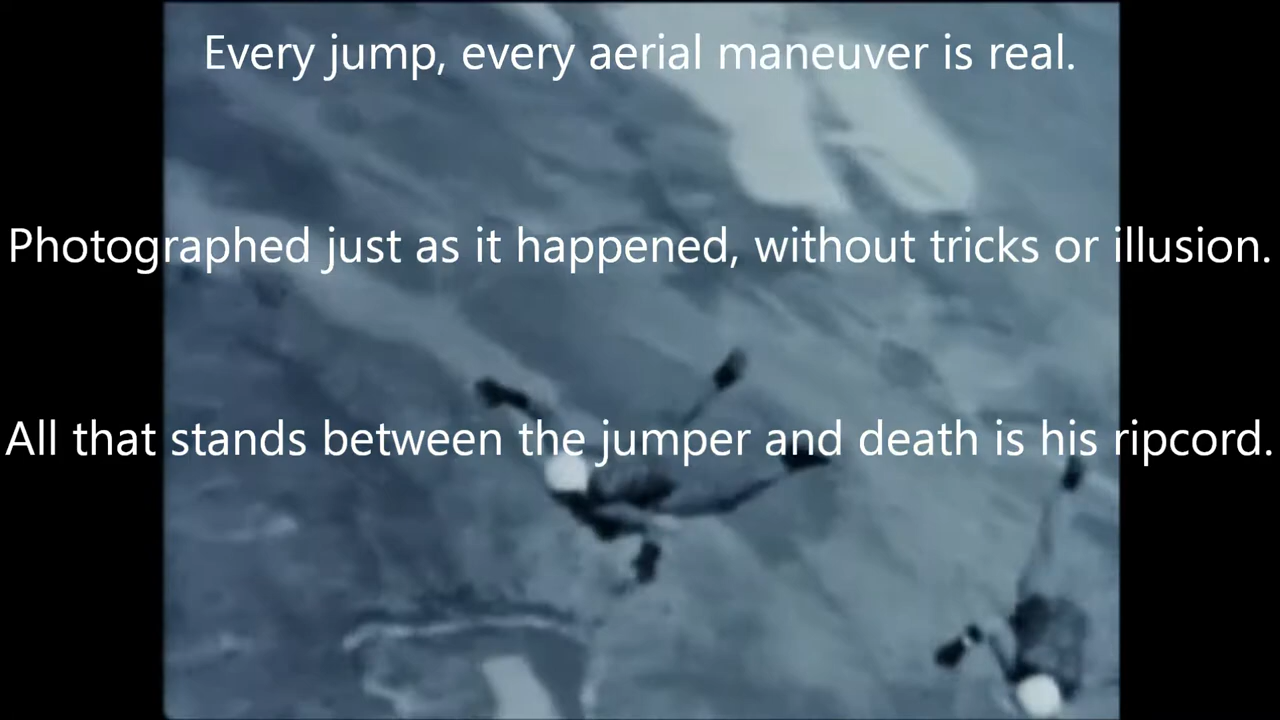 Every jump, every aerial maneuver is real.
Photographed just as it happened, without tricks or illusion.
All that stands between the jumper and death is his ripcord.